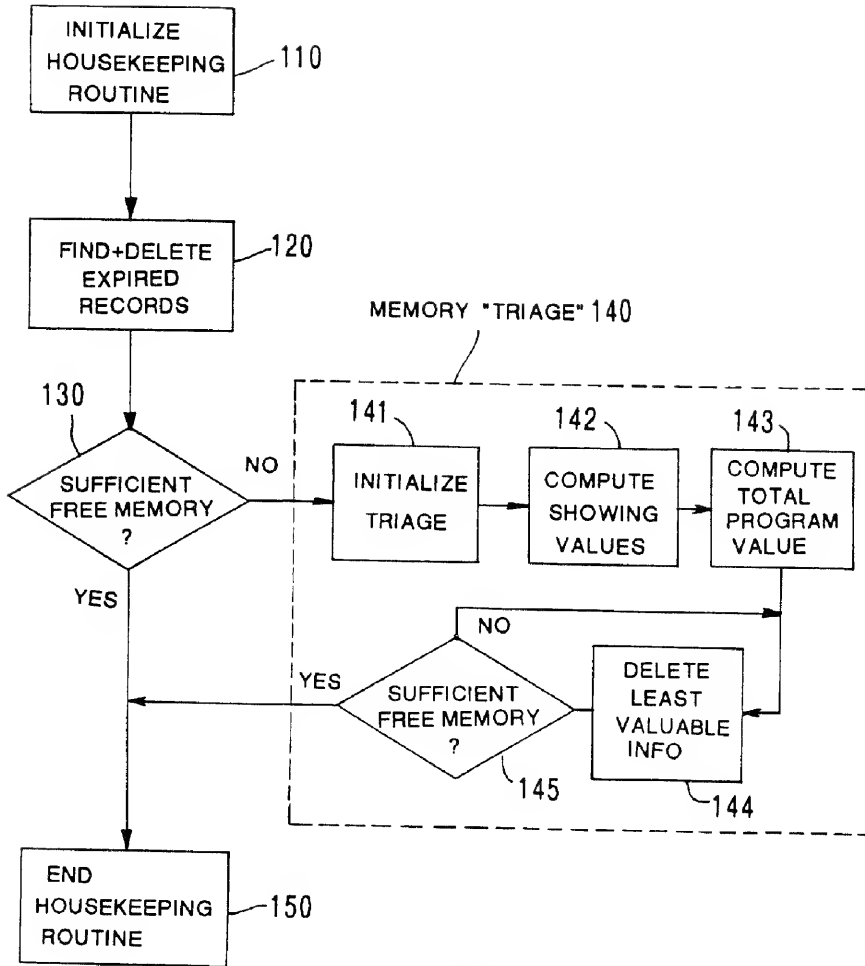 INITIALIZE
HOUSEKEEPING
ROUTINE
110
FIND+DELETE
EXPIRED
RECORDS
120
MEMORY "TRIAGE" 140
130
SUFFICIENT
FREE MEMORY
?
NO
YES
141
INITIALIZE
TRIAGE
142
COMPUTE
SHOWING
VALUES
143
COMPUTE
TOTAL
PROGRAM
VALUE
NO
YES
SUFFICIENT
FREE MEMORY
?
145
DELETE
LEAST
VALUABLE
INFO
144
END
HOUSEKEEPING
ROUTINE
150